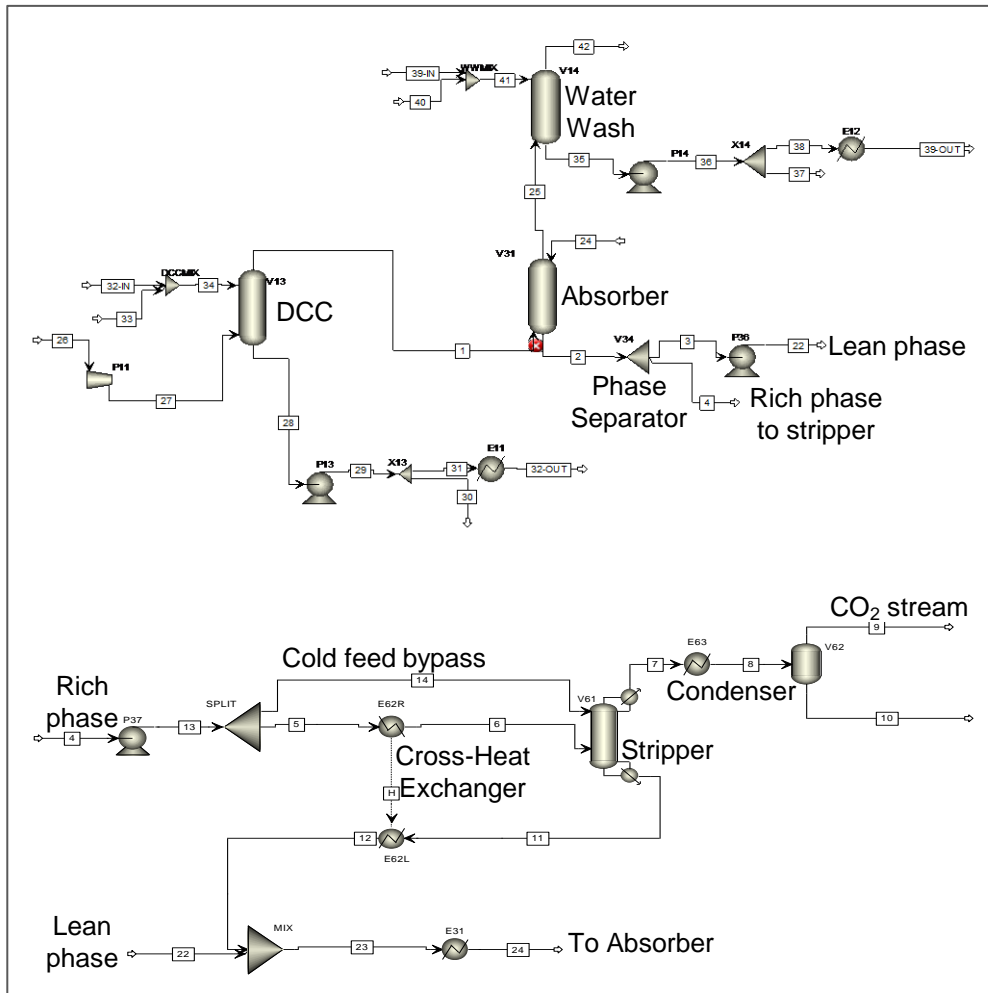 42
V14
39-IN
WWMIX
41
40
Water
Wash
35
P14
36
X14
38
E12
39-OUT
37
25
24
V31
Absorber
32-IN
DCCMIX
34
V13
33
DCC
26
P11
27
1
2
V34
3
P36
22
Lean phase
4
Phase
Separator
Rich phase
to stripper
28
P13
29
X13
31
E11
32-OUT
30
CO₂ stream
9
E63
7
8
V62
Condenser
10
Cold feed bypass
14
V61
Rich
phase
SPLIT
4
P37
13
5
E62R
6
Stripper
Cross-Heat
Exchanger
H
12
E62L
11
Lean
phase
22
MIX
23
E31
24
To Absorber